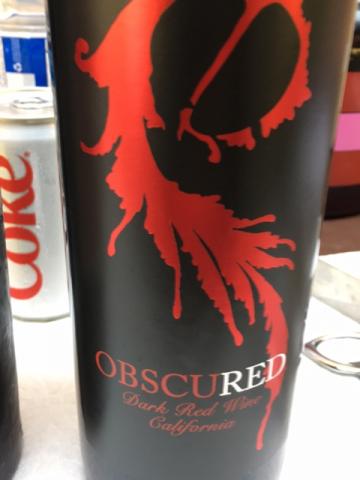 Coke
OBSCURED
Dark Red Wine
California